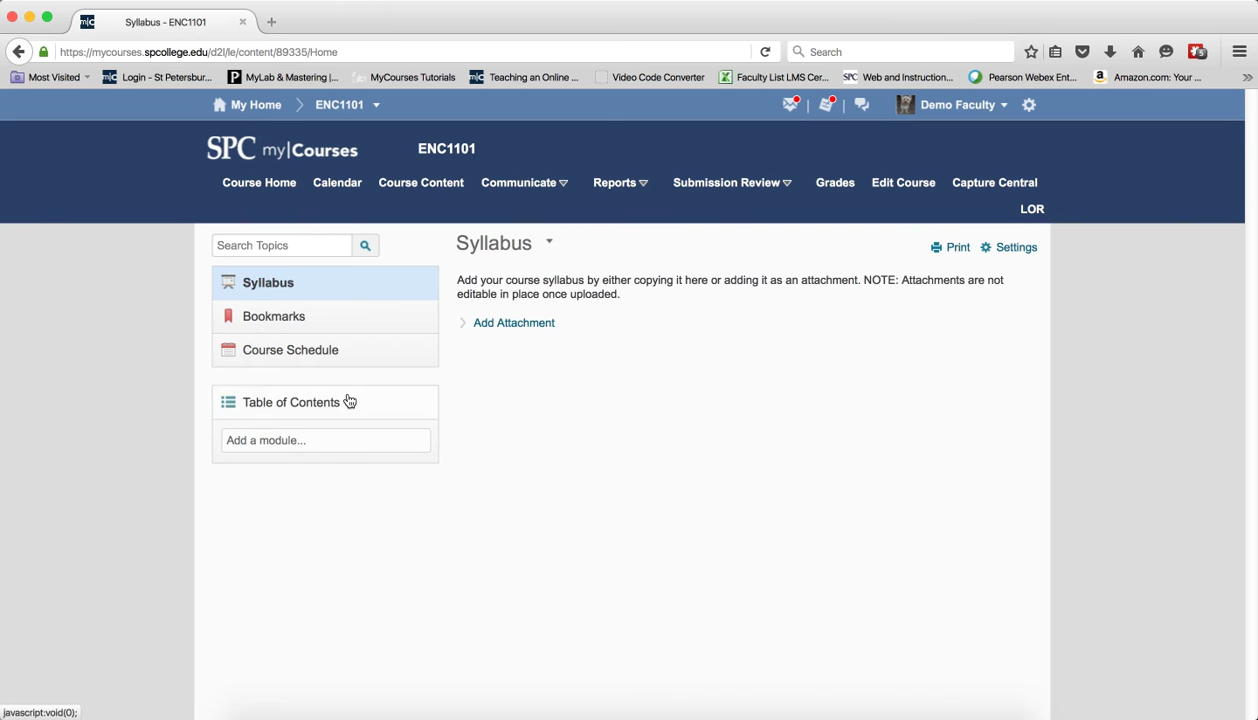 Syllabus - ENC1101
https://mycourses.spcollege.edu/d2l/le/content/89335/Home
Search
Most Visited
Login - St Petersbur...
MyLab & Mastering |...
MyCourses Tutorials
Teaching an Online ...
Video Code Converter
Faculty List LMS Cer...
SPC Web and Instruction...
Pearson Webex Ent...
Amazon.com: Your ...
My Home
ENC1101
Demo Faculty
SPC my|Courses
ENC1101
Course Home
Calendar
Course Content
Communicate
Reports
Submission Review
Grades
Edit Course
Capture Central
LOR
Search Topics
Syllabus
Bookmarks
Course Schedule
Table of Contents
Add a module...
Syllabus
Print
Settings
Add your course syllabus by either copying it here or adding it as an attachment. NOTE: Attachments are not
editable in place once uploaded.
Add Attachment
javascript:void(0);